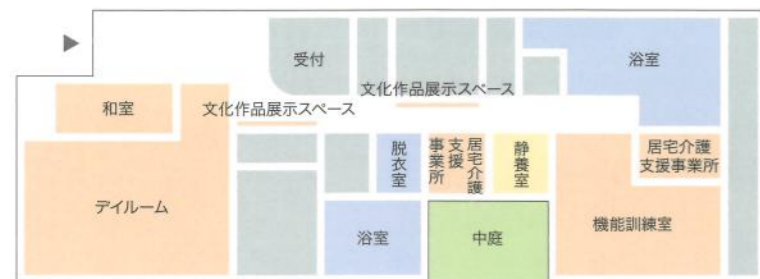 受付
浴室
和室
文化作品展示スペース
文化作品展示スペース
脱衣室
居宅介護
支援
事業所
静養室
居宅介護
支援事業所
デイルーム
浴室
中庭
機能訓練室